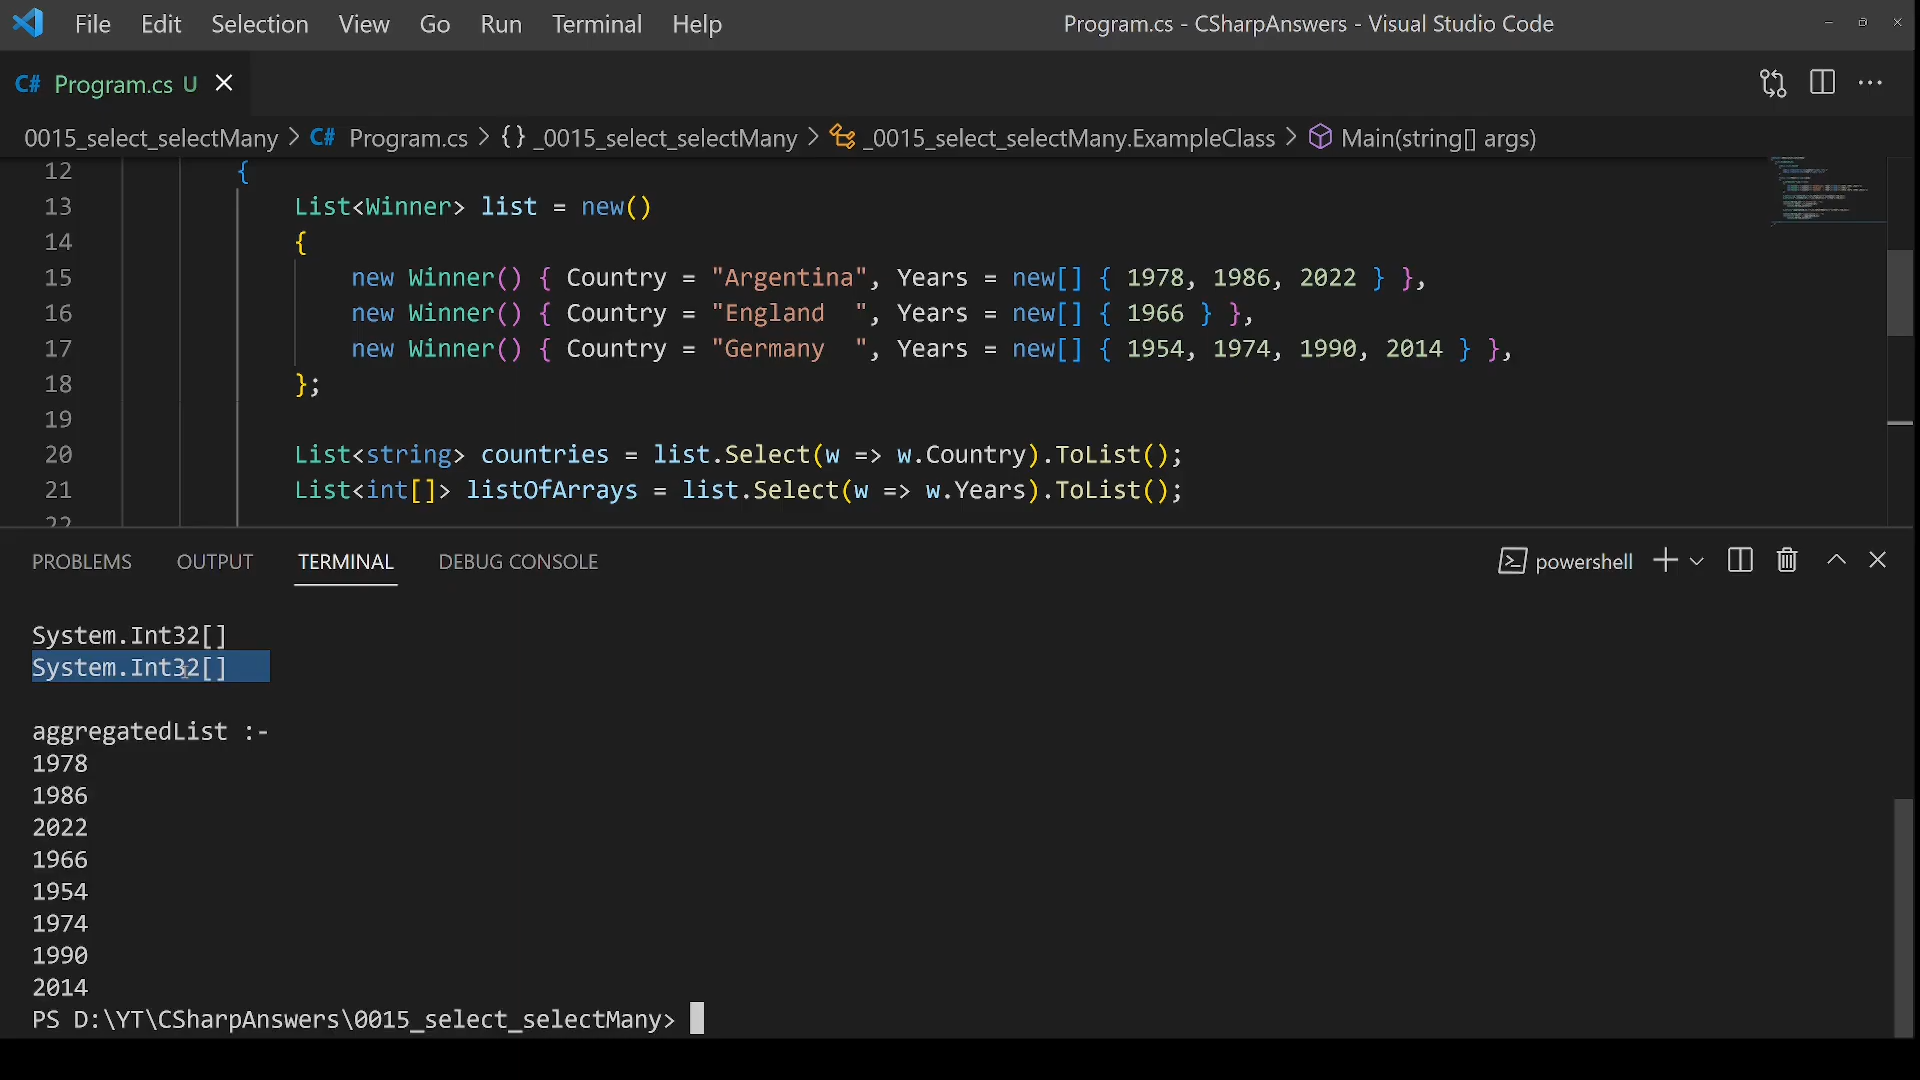 File Edit Selection View Go Run Terminal Help Program.cs - CSharpAnswers - Visual Studio Code
C# Program.cs U
0015_select_selectMany > C# Program.cs > {} _0015_select_selectMany > _0015_select_selectMany.ExampleClass > Main(string[] args)
12 {
13 List<Winner> list = new()
14 {
15 new Winner() { Country = "Argentina", Years = new[] { 1978, 1986, 2022 } },
16 new Winner() { Country = "England  ", Years = new[] { 1966 } },
17 new Winner() { Country = "Germany  ", Years = new[] { 1954, 1974, 1990, 2014 } },
18 };
19
20 List<string> countries = list.Select(w => w.Country).ToList();
21 List<int[]> listOfArrays = list.Select(w => w.Years).ToList();
22
PROBLEMS OUTPUT TERMINAL DEBUG CONSOLE powershell
System.Int32[]
System.Int32[]
aggregatedList :-
1978
1986
2022
1966
1954
1974
1990
2014
PS D:\YT\CSharpAnswers\0015_select_selectMany>